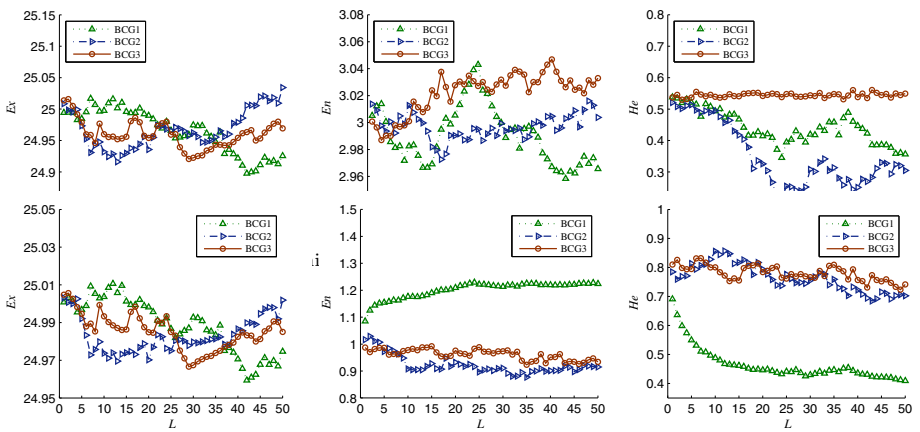 25.15
25.1
25.05
25
24.95
24.9
Ex
BCG1
BCG2
BCG3
3.08
3.04
3
2.98
2.96
En
BCG1
BCG2
BCG3
0.8
0.7
0.6
0.5
0.4
0.3
He
BCG1
BCG2
BCG3
25.05
25.03
25.01
24.99
24.97
24.95
Ex
BCG1
BCG2
BCG3
0 5 10 15 20 25 30 35 40 45 50
L
1.5
1.4
1.3
1.2
1.1
1
0.9
0.8
En
BCG1
BCG2
BCG3
0 5 10 15 20 25 30 35 40 45 50
L
1
0.9
0.8
0.7
0.6
0.5
0.4
He
BCG1
BCG2
BCG3
0 5 10 15 20 25 30 35 40 45 50
L